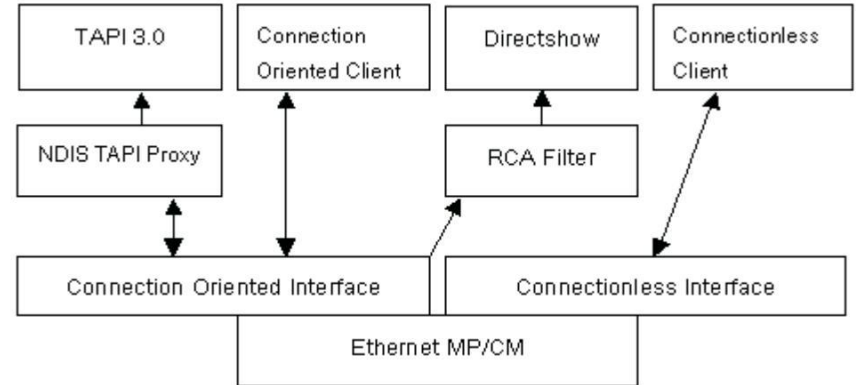 TAPI 3.0
Connection
Oriented Client
Directshow
Connectionless
Client
NDIS TAPI Proxy
RCA Filter
Connection Oriented Interface
Connectionless Interface
Ethernet MP/CM